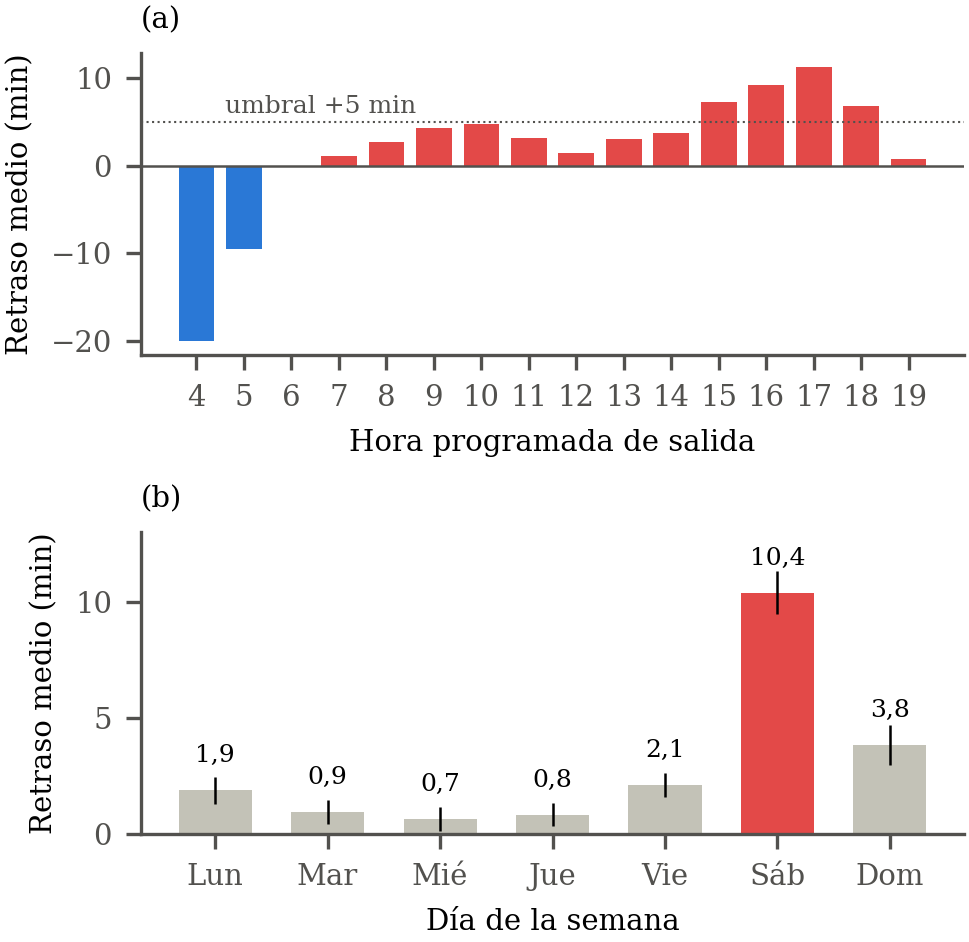 (a)
Retraso medio (min)
10
0
−10
−20
umbral +5 min
4 5 6 7 8 9 10 11 12 13 14 15 16 17 18 19
Hora programada de salida
(b)
Retraso medio (min)
10
5
0
1,9 0,9 0,7 0,8 2,1 10,4 3,8
Lun Mar Mié Jue Vie Sáb Dom
Día de la semana